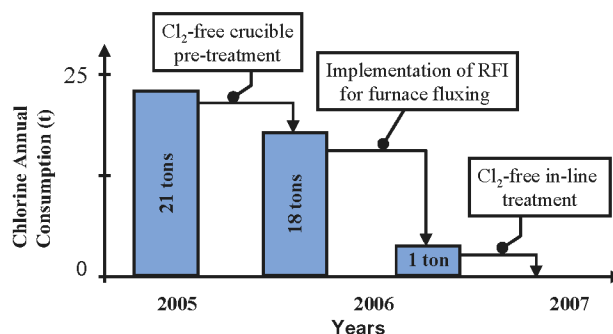 Cl₂-free crucible
pre-treatment
Implementation of RFI
for furnace fluxing
Cl₂-free in-line
treatment
Chlorine Annual
Consumption (t)
25
0
21 tons
18 tons
1 ton
2005
2006
2007
Years